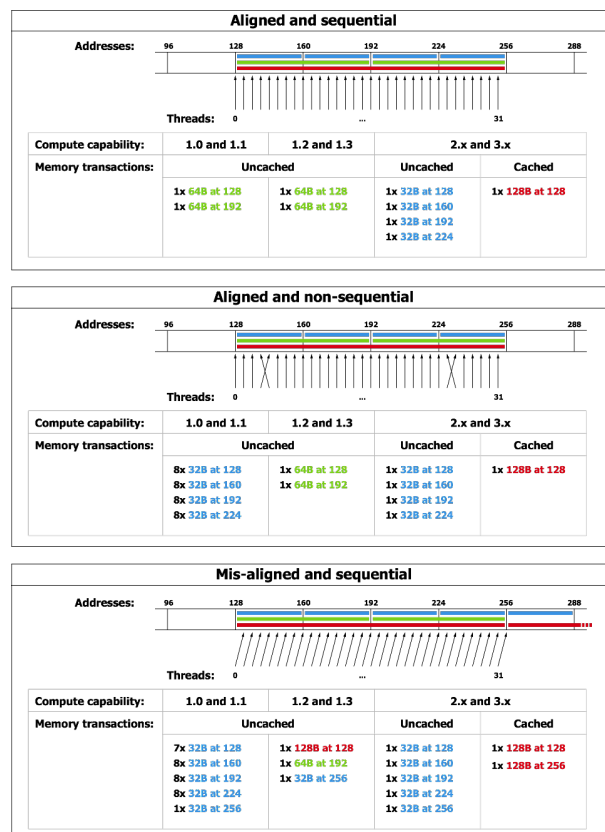 Aligned and sequential
Addresses: 96 128 160 192 224 256 288
Threads: 0 ... 31
Compute capability: 1.0 and 1.1 1.2 and 1.3 2.x and 3.x
Memory transactions: Uncached Uncached Cached
1x 64B at 128 1x 64B at 128 1x 32B at 128 1x 128B at 128
1x 64B at 192 1x 64B at 192 1x 32B at 160
1x 32B at 192
1x 32B at 224
Aligned and non-sequential
Addresses: 96 128 160 192 224 256 288
Threads: 0 ... 31
Compute capability: 1.0 and 1.1 1.2 and 1.3 2.x and 3.x
Memory transactions: Uncached Uncached Cached
8x 32B at 128 1x 64B at 128 1x 32B at 128 1x 128B at 128
8x 32B at 160 1x 64B at 192 1x 32B at 160
8x 32B at 192 1x 32B at 192
8x 32B at 224 1x 32B at 224
Mis-aligned and sequential
Addresses: 96 128 160 192 224 256 288
Threads: 0 ... 31
Compute capability: 1.0 and 1.1 1.2 and 1.3 2.x and 3.x
Memory transactions: Uncached Uncached Cached
7x 32B at 128 1x 128B at 128 1x 32B at 128 1x 128B at 128
8x 32B at 160 1x 64B at 192 1x 32B at 160 1x 128B at 256
8x 32B at 192 1x 32B at 256 1x 32B at 192
8x 32B at 224 1x 32B at 224
1x 32B at 256 1x 32B at 256